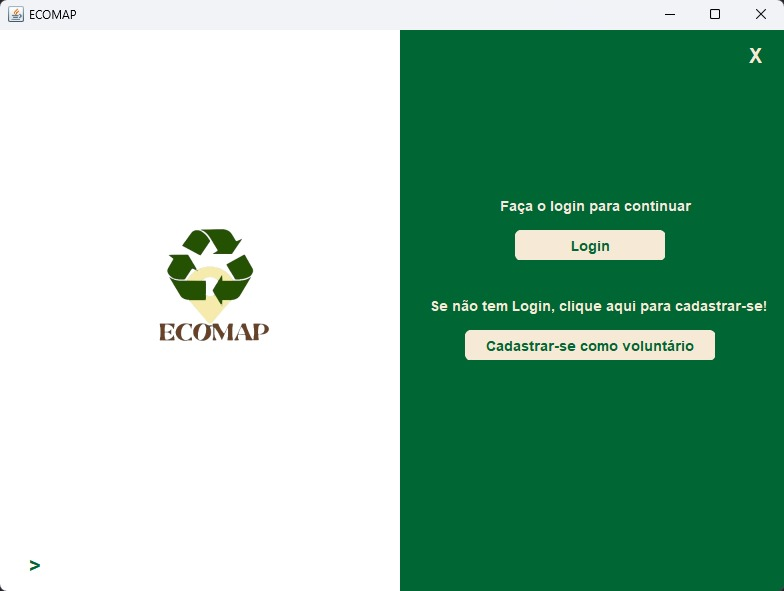 ECOMAP
X
Faça o login para continuar
Login
Se não tem Login, clique aqui para cadastrar-se!
Cadastrar-se como voluntário
ECOMAP
>